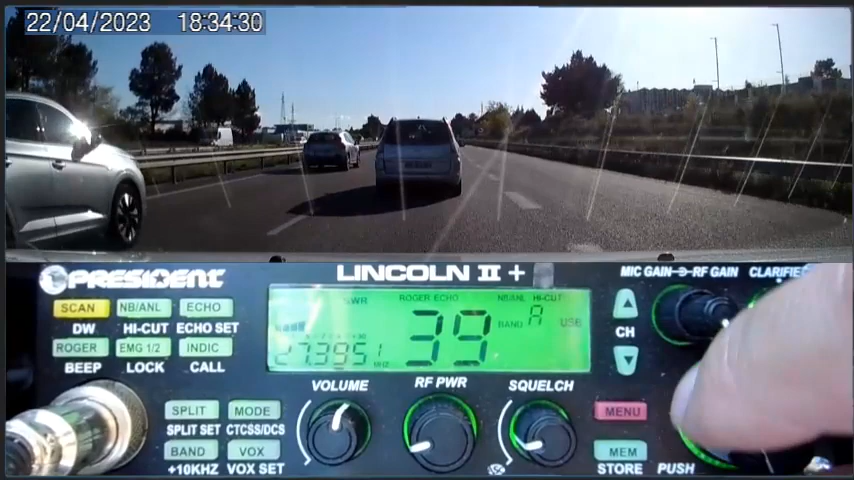 22/04/2023 18:34:30
PRESIDENT
LINCOLN II +
MIC GAIN RF GAIN CLARIFIE
SCAN NB/ANL ECHO
DW HI-CUT ECHO SET
ROGER EMG 1/2 INDIC
BEEP LOCK CALL
ROGER ECHO NB/ANL HI-CUT
39 BAND A USB
27.3951 MHz
CH
VOLUME RF PWR SQUELCH
SPLIT MODE
SPLIT SET CTCSS/DCS
BAND VOX
+10KHZ VOX SET
MENU
MEM
STORE PUSH